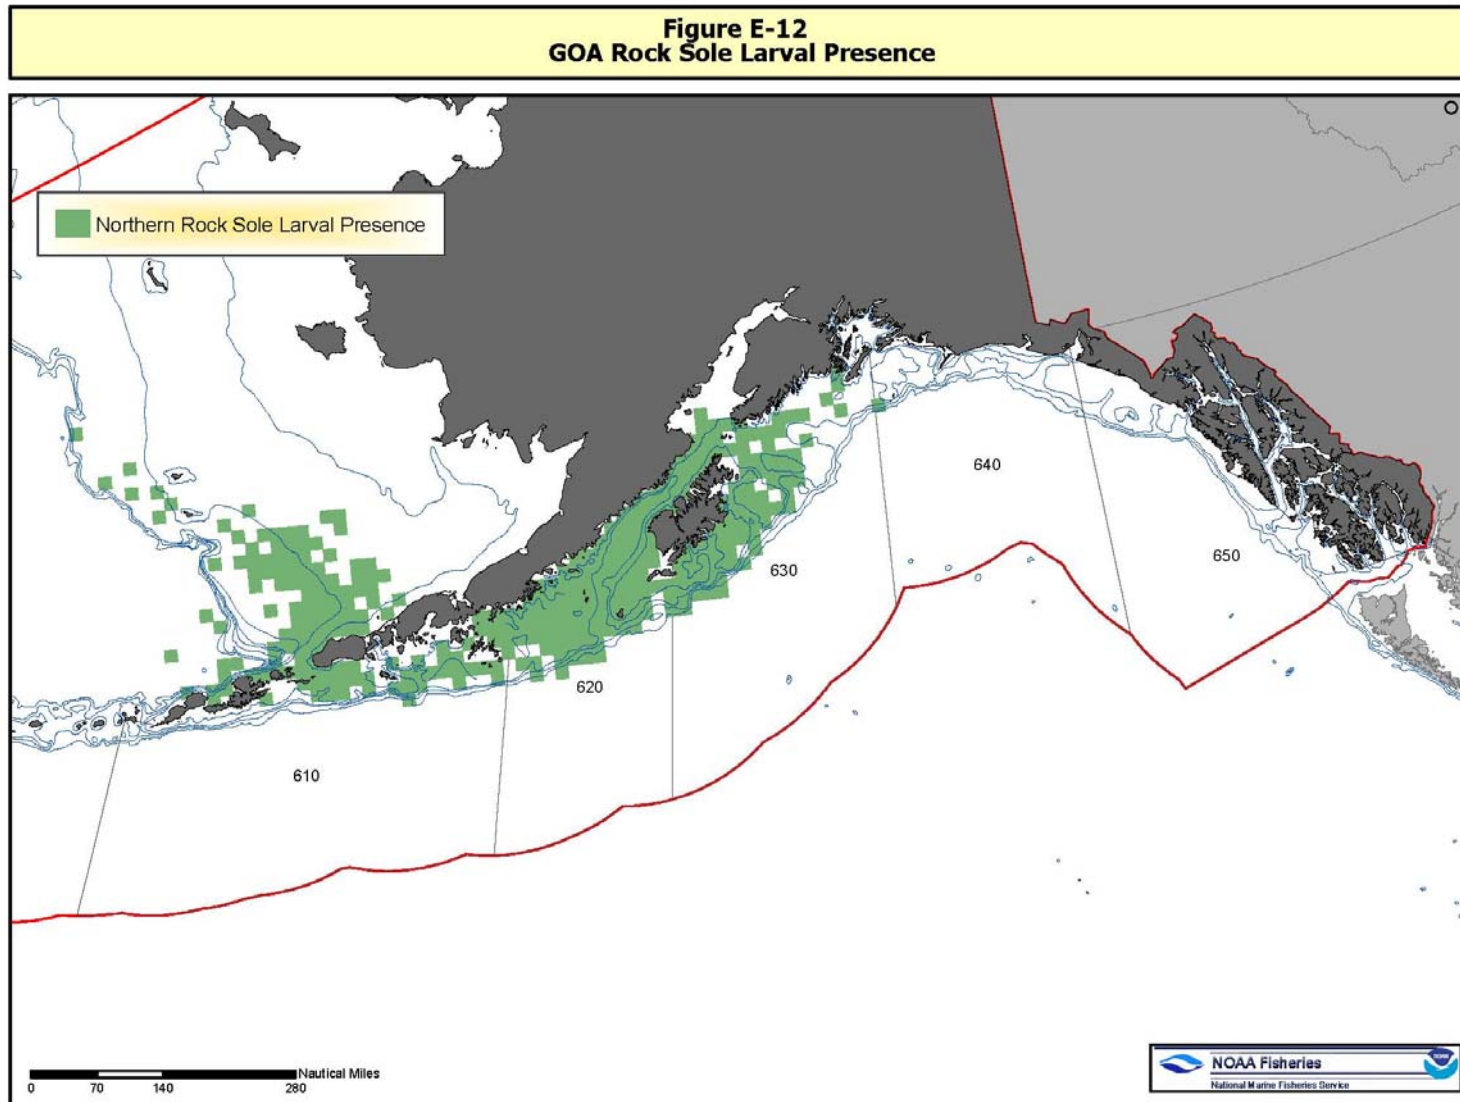 Figure E-12
GOA Rock Sole Larval Presence
Northern Rock Sole Larval Presence
640
650
630
620
610
Nautical Miles
0 70 140 280
NOAA Fisheries
National Marine Fisheries Service